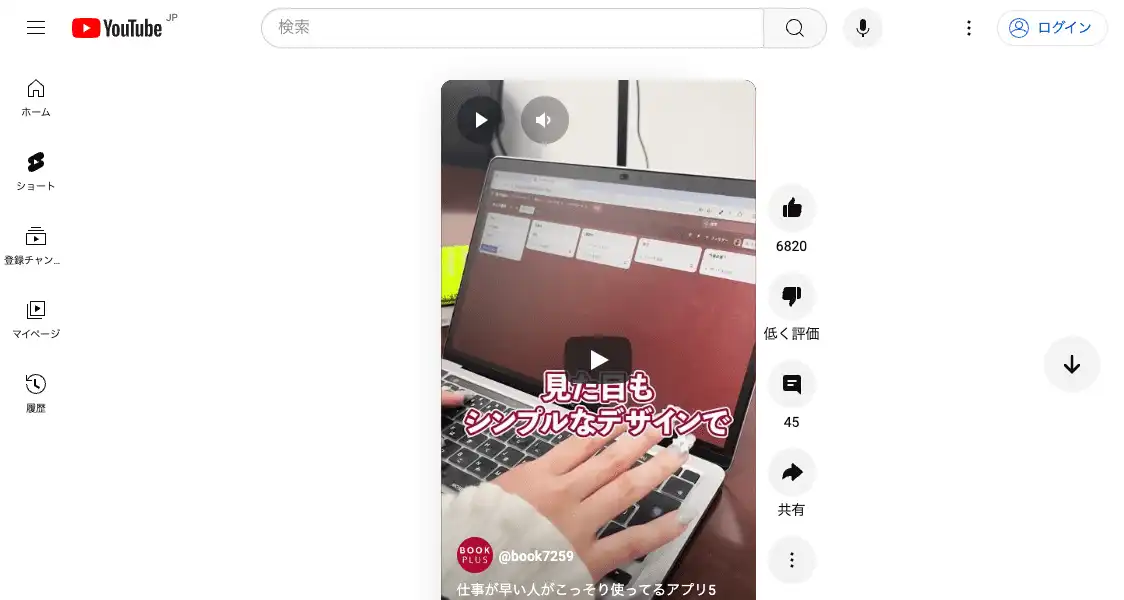 YouTube JP
検索
ログイン
ホーム
ショート
登録チャン...
マイページ
履歴
見た目も
シンプルなデザインで
BOOK
PLUS
@book7259
仕事が早い人がこっそり使ってるアプリ5
6820
低く評価
45
共有